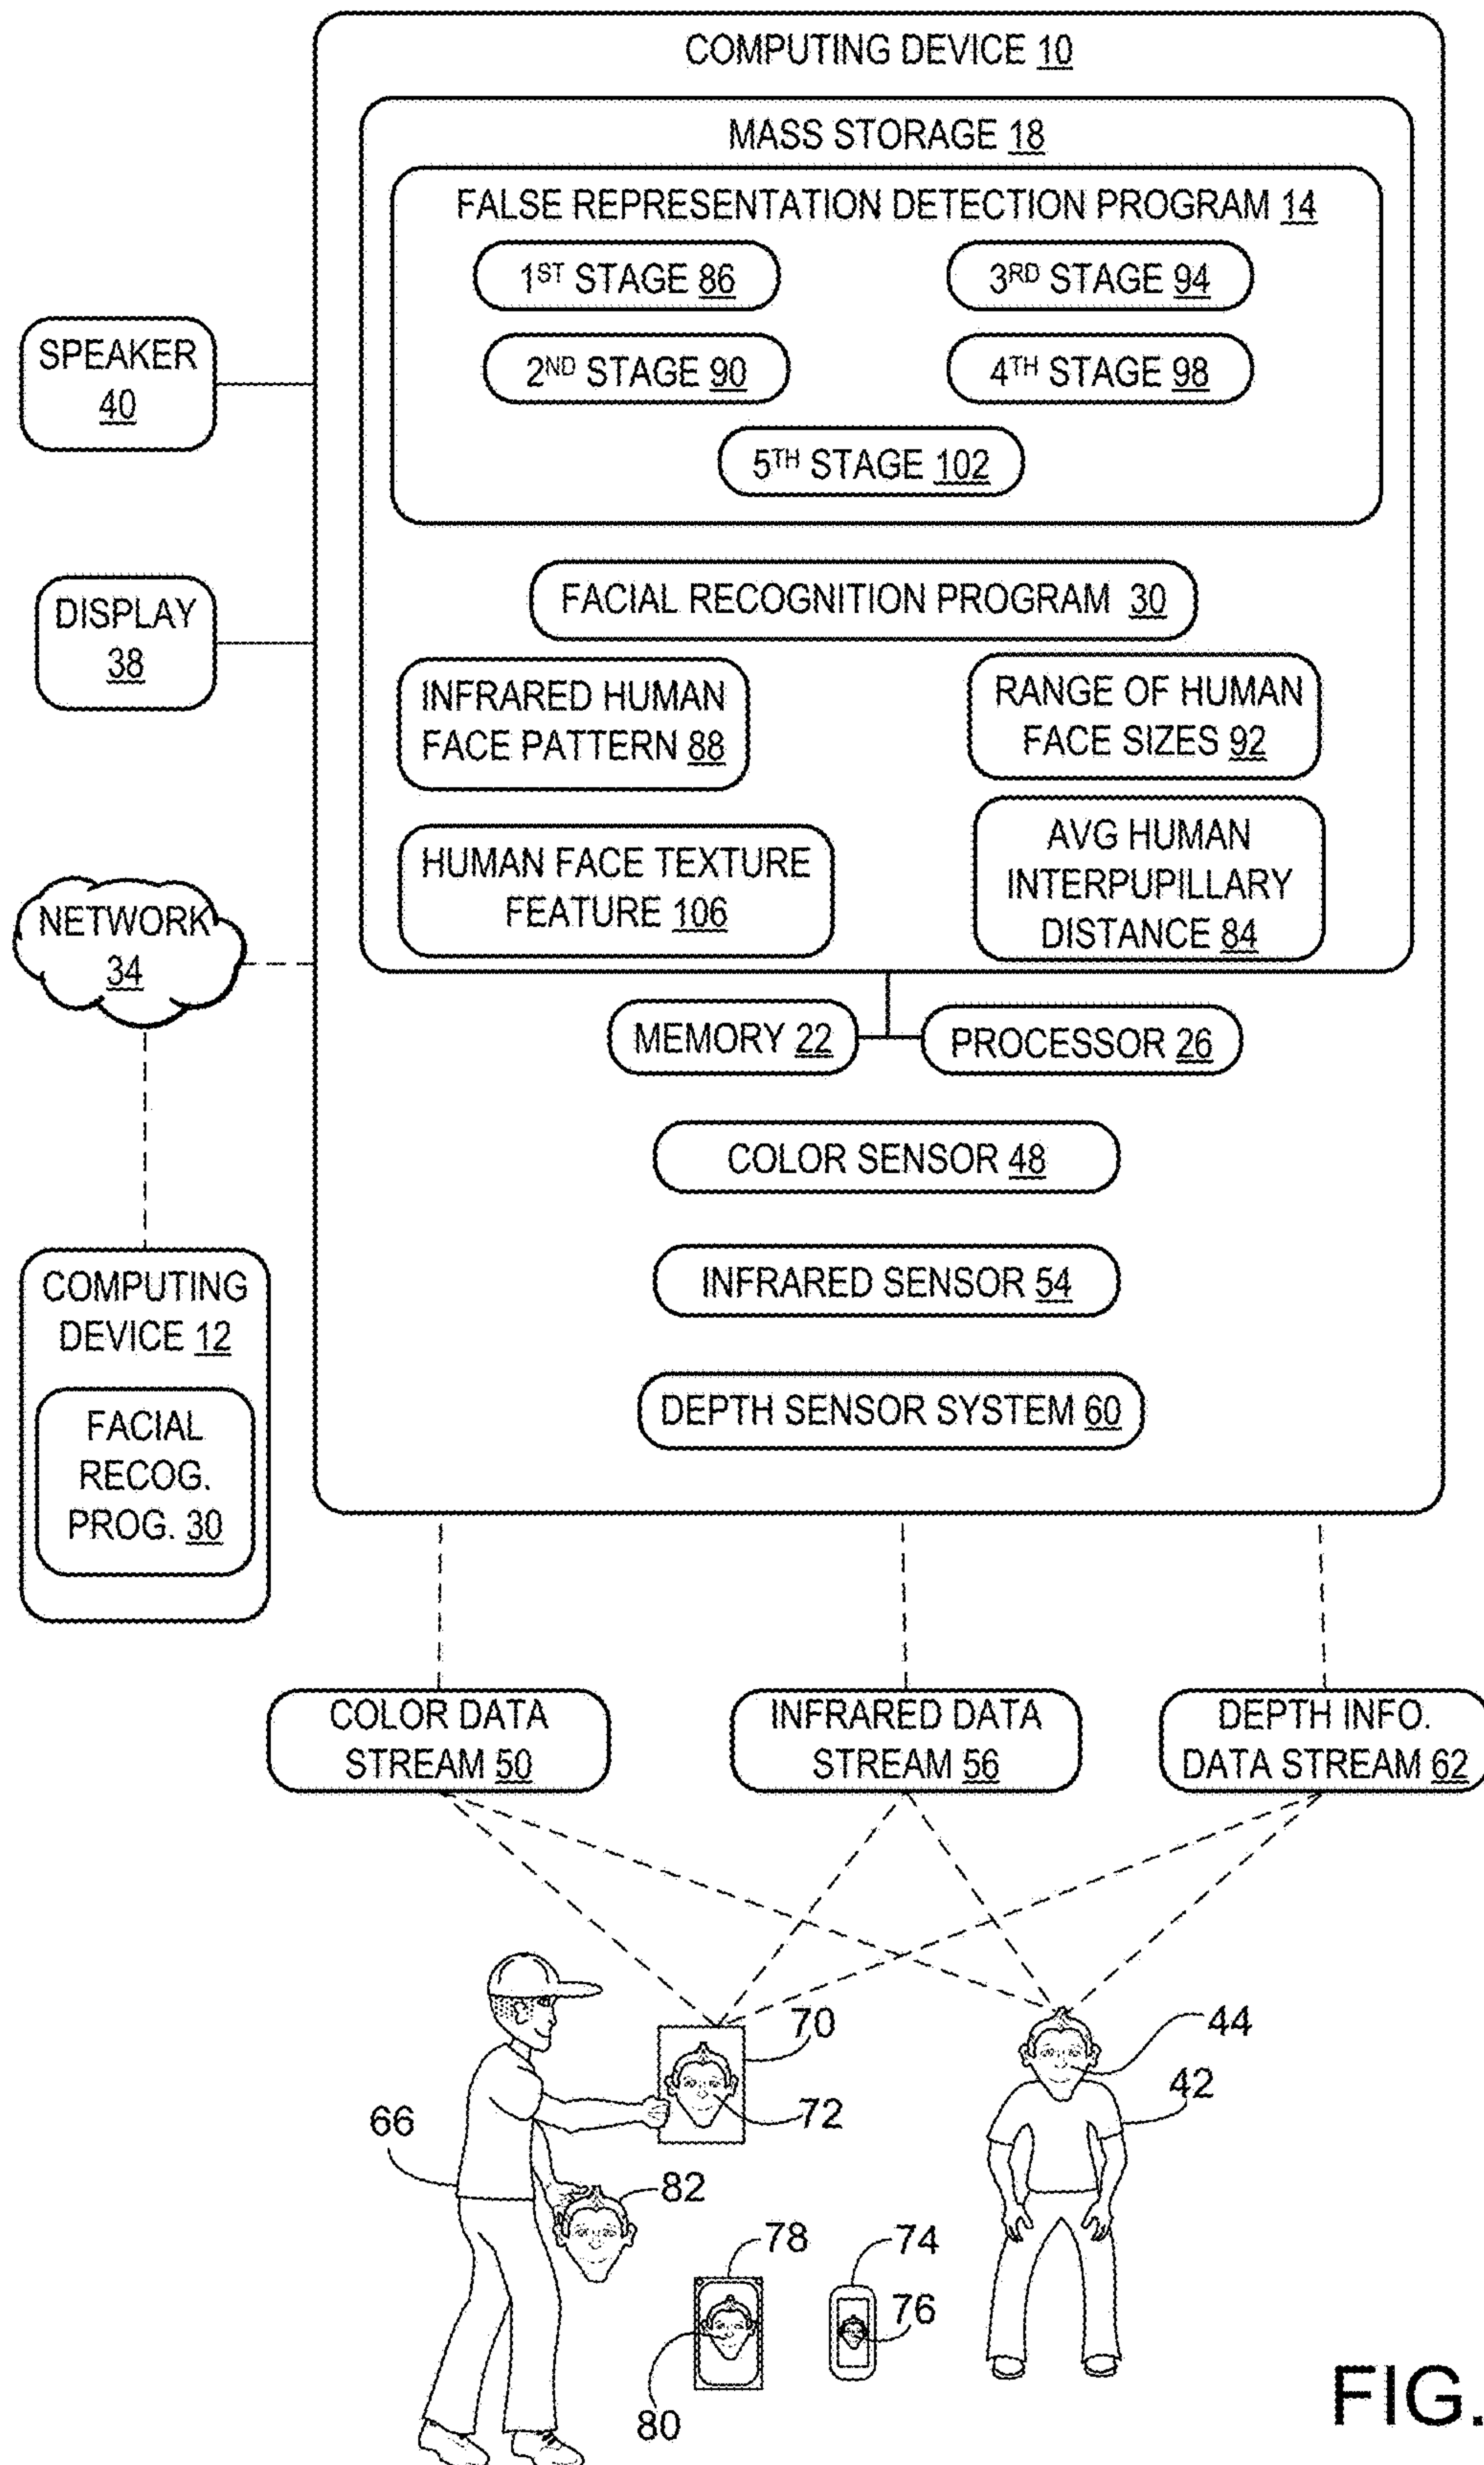 COMPUTING DEVICE 10
MASS STORAGE 18
FALSE REPRESENTATION DETECTION PROGRAM 14
1ST STAGE 86
3RD STAGE 94
2ND STAGE 90
4TH STAGE 98
5TH STAGE 102
SPEAKER
40
FACIAL RECOGNITION PROGRAM 30
DISPLAY
38
INFRARED HUMAN
FACE PATTERN 88
RANGE OF HUMAN
FACE SIZES 92
HUMAN FACE TEXTURE
FEATURE 106
AVG HUMAN
INTERPUPILLARY
DISTANCE 84
NETWORK
34
MEMORY 22
PROCESSOR 26
COLOR SENSOR 48
INFRARED SENSOR 54
DEPTH SENSOR SYSTEM 60
COMPUTING
DEVICE 12
FACIAL
RECOG.
PROG. 30
COLOR DATA
STREAM 50
INFRARED DATA
STREAM 56
DEPTH INFO.
DATA STREAM 62
70
44
72
42
66
82
78
74
76
80
FIG.